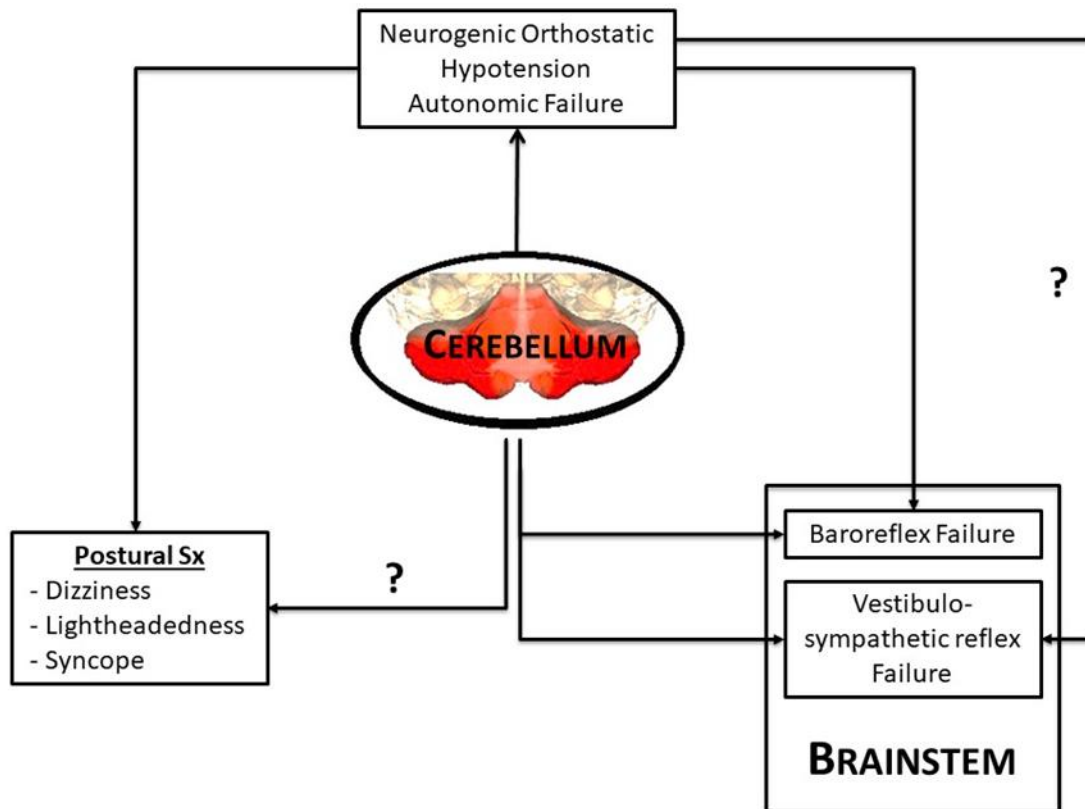 Neurogenic Orthostatic
Hypotension
Autonomic Failure
?
CEREBELLUM
Postural Sx
- Dizziness
- Lightheadedness
- Syncope
?
Baroreflex Failure
Vestibulo-
sympathetic reflex
Failure
BRAINSTEM